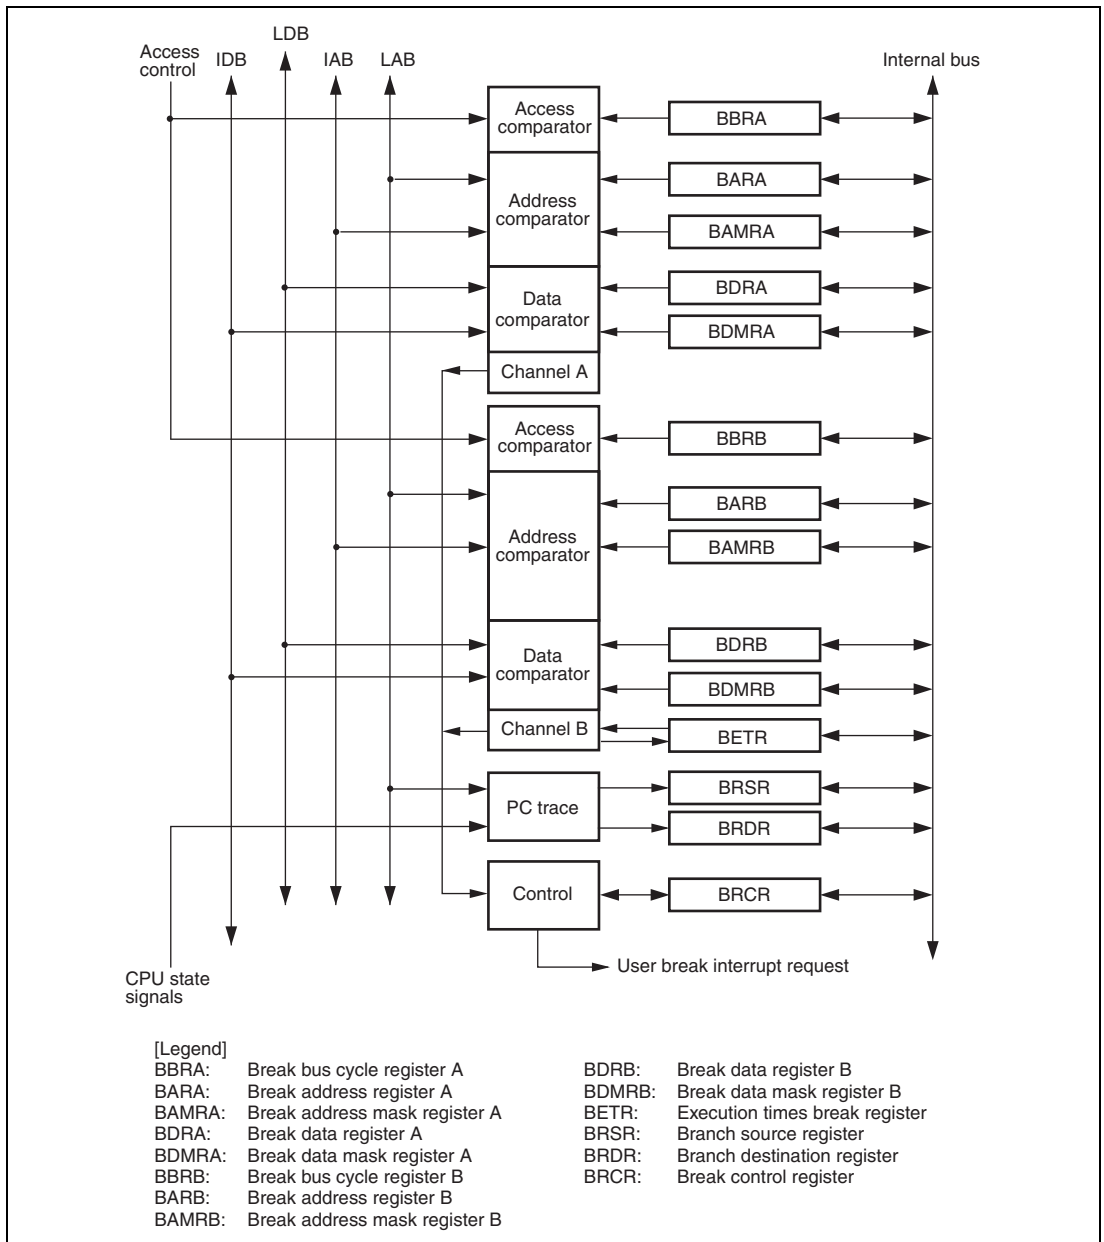 LDB
Access
control
IDB
IAB
LAB
Internal bus
Access
comparator
BBRA
BARA
Address
comparator
BAMRA
BDRA
Data
comparator
BDMRA
Channel A
Access
comparator
BBRB
BARB
Address
comparator
BAMRB
BDRB
Data
comparator
BDMRB
Channel B
BETR
BRSR
PC trace
BRDR
Control
BRCR
User break interrupt request
CPU state
signals
[Legend]
BBRA: Break bus cycle register A
BARA: Break address register A
BAMRA: Break address mask register A
BDRA: Break data register A
BDMRA: Break data mask register A
BBRB: Break bus cycle register B
BARB: Break address register B
BAMRB: Break address mask register B
BDRB: Break data register B
BDMRB: Break data mask register B
BETR: Execution times break register
BRSR: Branch source register
BRDR: Branch destination register
BRCR: Break control register